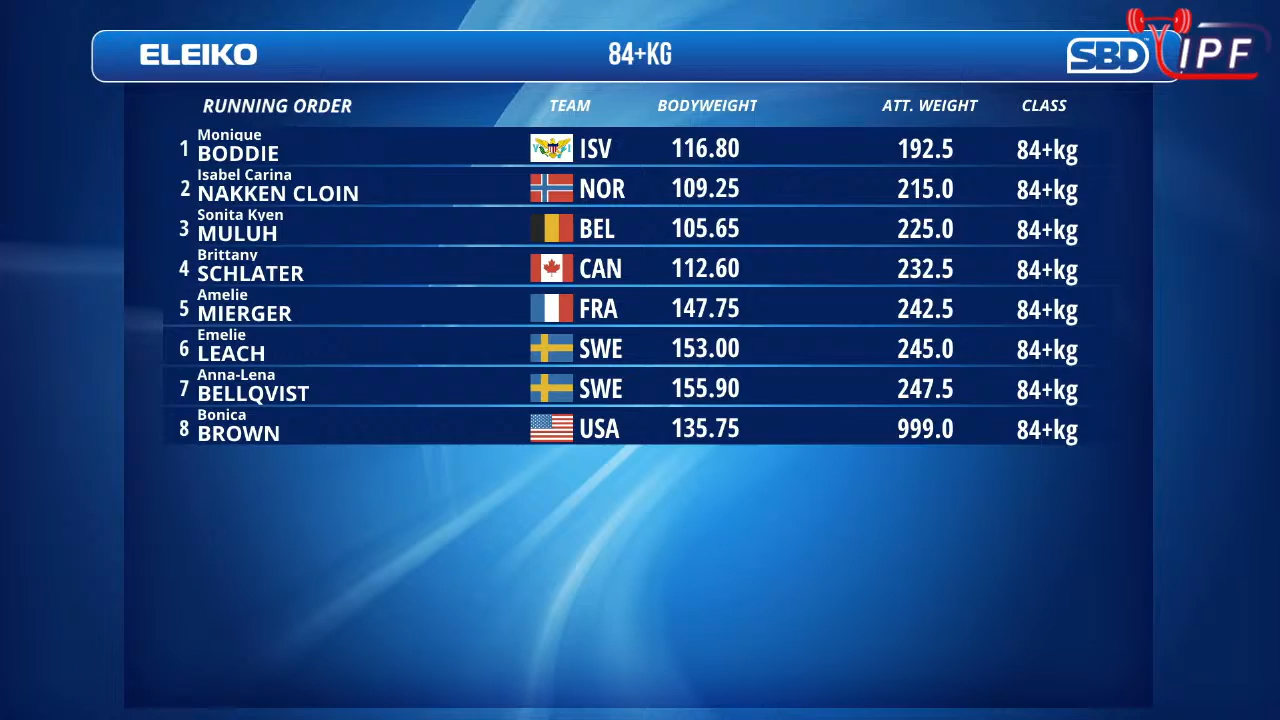 ELEIKO 84+KG SBD IPF
RUNNING ORDER TEAM BODYWEIGHT ATT. WEIGHT CLASS
Monique
1 BODDIE ISV 116.80 192.5 84+kg
Isabel Carina
2 NAKKEN CLOIN NOR 109.25 215.0 84+kg
Sonita Kyen
3 MULUH BEL 105.65 225.0 84+kg
Brittany
4 SCHLATER CAN 112.60 232.5 84+kg
Amelie
5 MIERGER FRA 147.75 242.5 84+kg
Emelie
6 LEACH SWE 153.00 245.0 84+kg
Anna-Lena
7 BELLQVIST SWE 155.90 247.5 84+kg
Bonica
8 BROWN USA 135.75 999.0 84+kg